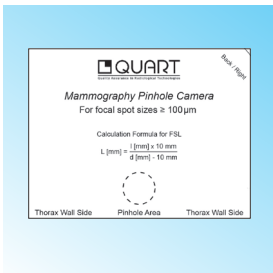 QUART
Quality Assurance in Radiological Technologies
Back / Right
Mammography Pinhole Camera
For focal spot sizes ≥ 100µm
Calculation Formula for FSL
L [mm] = l [mm] x 10 mm
d [mm] - 10 mm
Thorax Wall Side Pinhole Area Thorax Wall Side